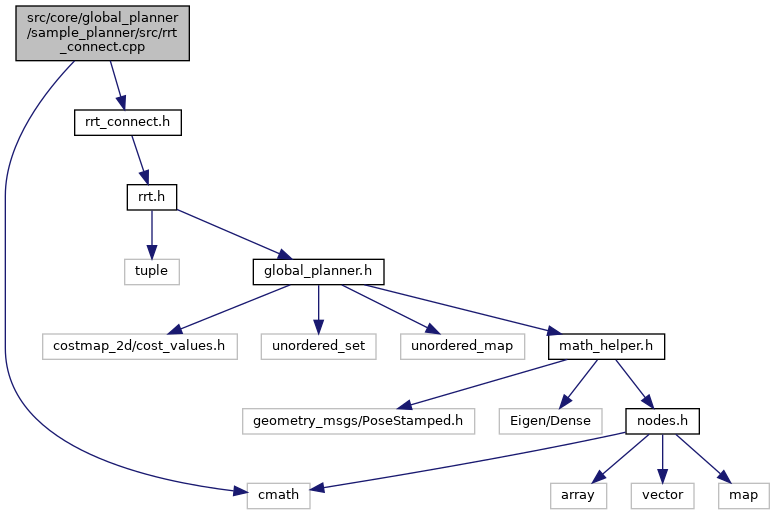 src/core/global_planner
/sample_planner/src/rrt
_connect.cpp
rrt_connect.h
rrt.h
tuple
global_planner.h
costmap_2d/cost_values.h
unordered_set
unordered_map
math_helper.h
geometry_msgs/PoseStamped.h
Eigen/Dense
nodes.h
cmath
array
vector
map